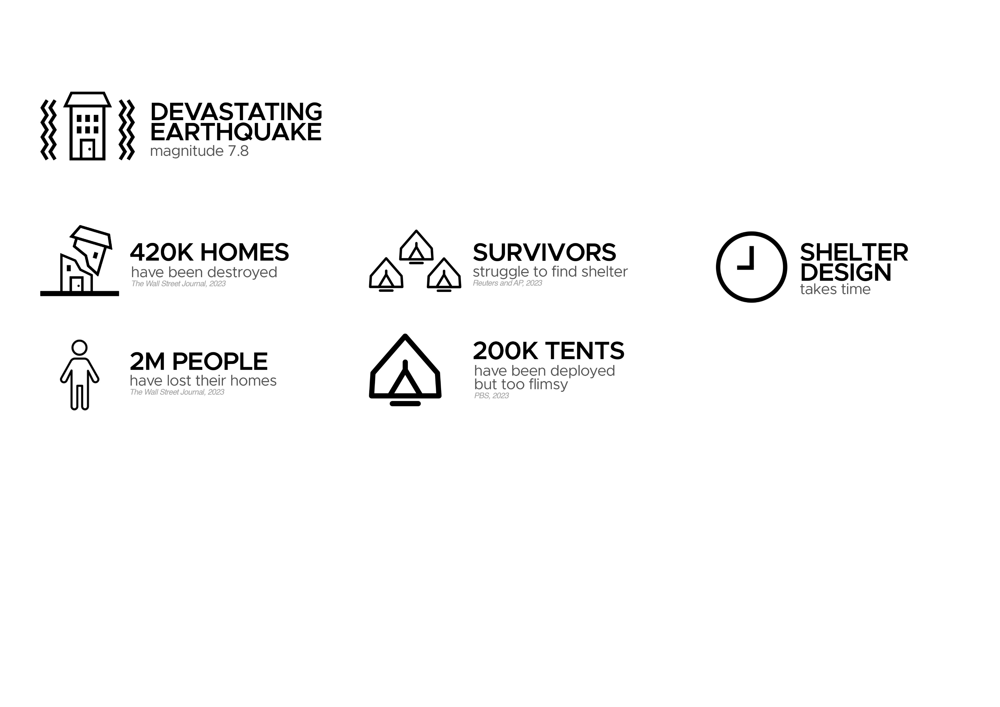 DEVASTATING
EARTHQUAKE
magnitude 7.8
420K HOMES
have been destroyed
The Wall Street Journal, 2023
SURVIVORS
struggle to find shelter
Reuters and AP, 2023
SHELTER
DESIGN
takes time
2M PEOPLE
have lost their homes
The Wall Street Journal, 2023
200K TENTS
have been deployed
but too flimsy
PBS, 2023